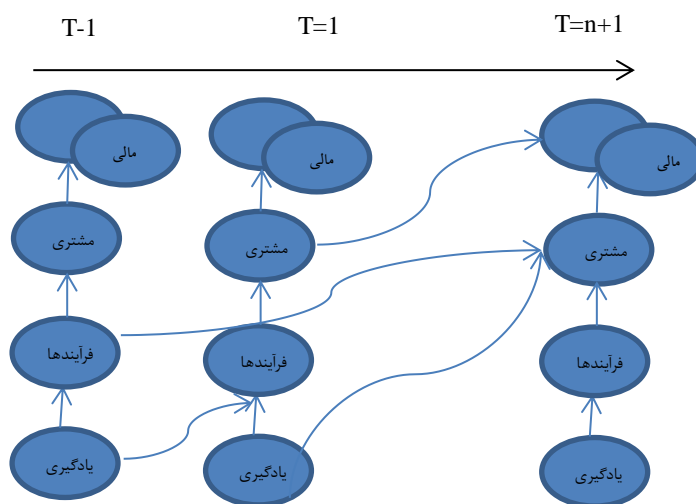 T-1 T=1 T=n+1
مالی مالی مالی
مشتری مشتری مشتری
فرآیندها فرآیندها فرآیندها
یادگیری یادگیری یادگیری